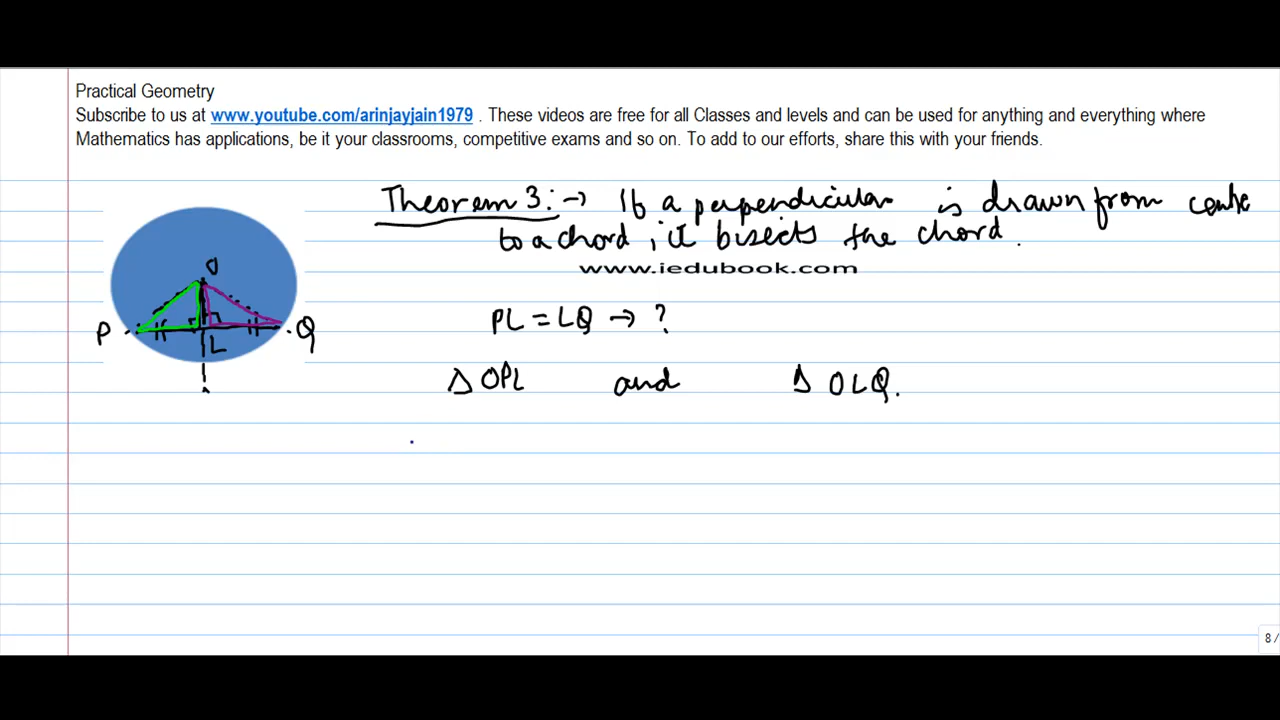 Practical Geometry
Subscribe to us at www.youtube.com/arinjayjain1979 . These videos are free for all Classes and levels and can be used for anything and everything where
Mathematics has applications, be it your classrooms, competitive exams and so on. To add to our efforts, share this with your friends.
Theorem 3:→ If a perpendicular is drawn from centre
to a chord, it bisects the chord.
www.iedubook.com
O
P
Q
L
PL = LQ → ?
Δ OPL and Δ OLQ.
8 /